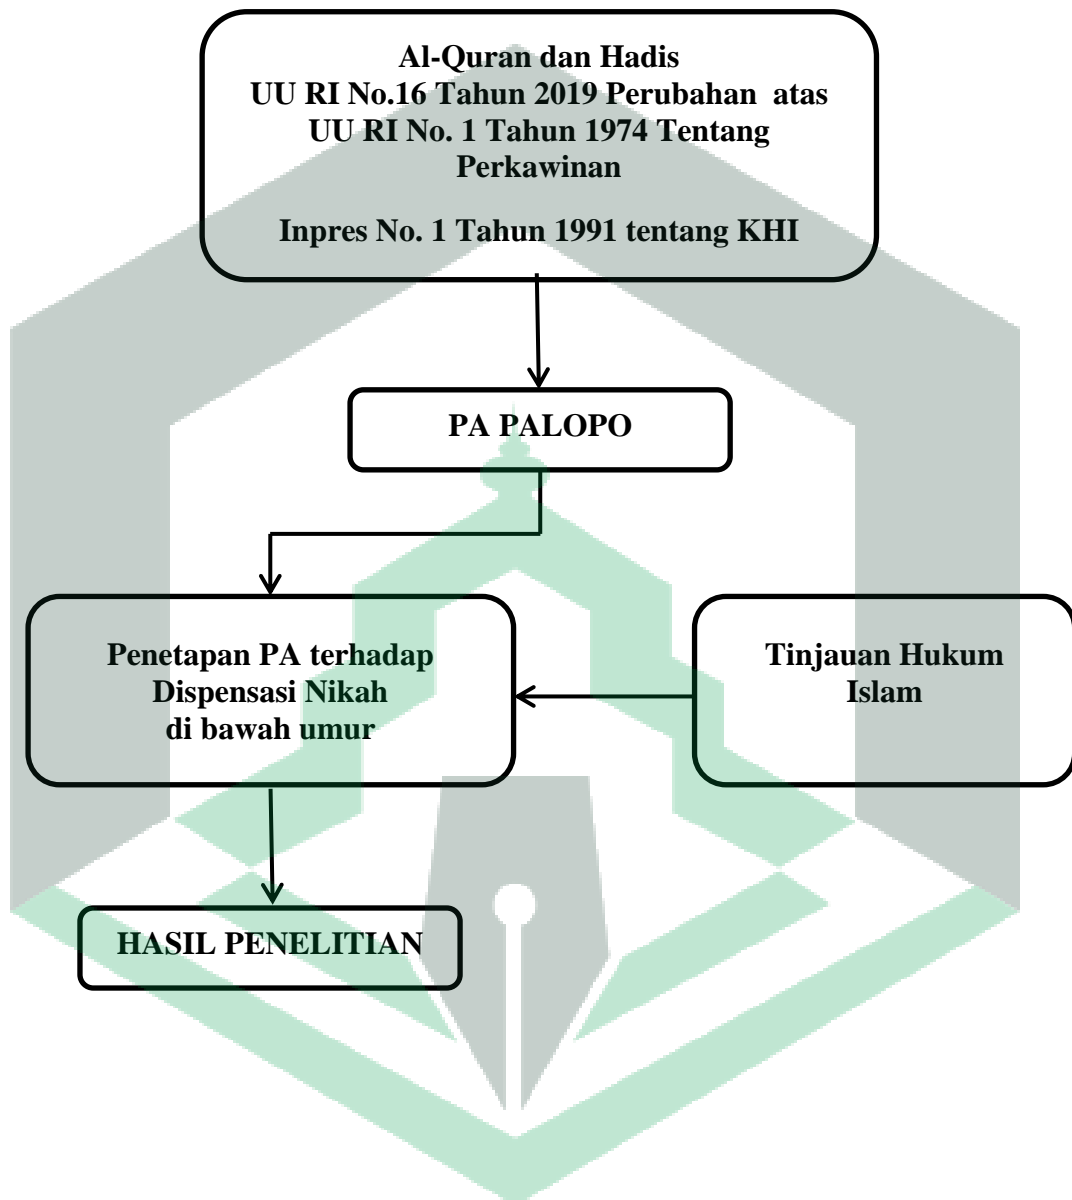 Al-Quran dan Hadis
UU RI No.16 Tahun 2019 Perubahan atas
UU RI No. 1 Tahun 1974 Tentang
Perkawinan
Inpres No. 1 Tahun 1991 tentang KHI
PA PALOPO
Penetapan PA terhadap
Dispensasi Nikah
di bawah umur
Tinjauan Hukum
Islam
HASIL PENELITIAN